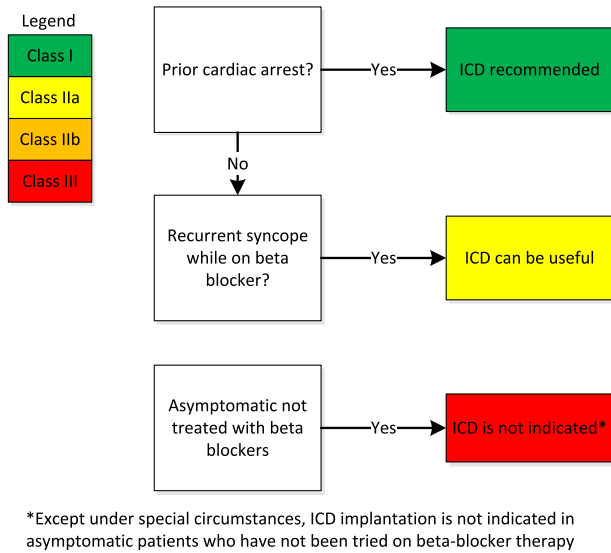 Legend
Class I
Class IIa
Class IIb
Class III
Prior cardiac arrest?
Yes
ICD recommended
No
Recurrent syncope
while on beta
blocker?
Yes
ICD can be useful
Asymptomatic not
treated with beta
blockers
Yes
ICD is not indicated*
*Except under special circumstances, ICD implantation is not indicated in
asymptomatic patients who have not been tried on beta-blocker therapy